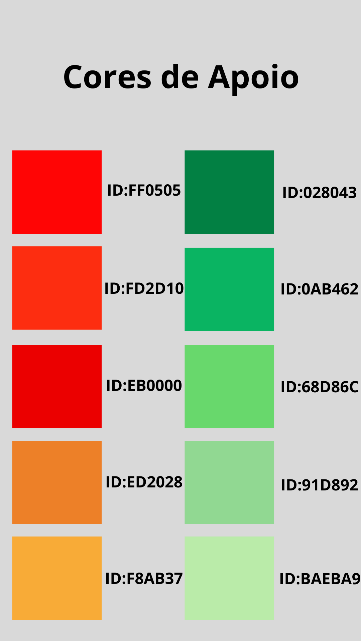 Cores de Apoio
ID:FF0505
ID:028043
ID:FD2D10
ID:0AB462
ID:EB0000
ID:68D86C
ID:ED2028
ID:91D892
ID:F8AB37
ID:BAEBA9